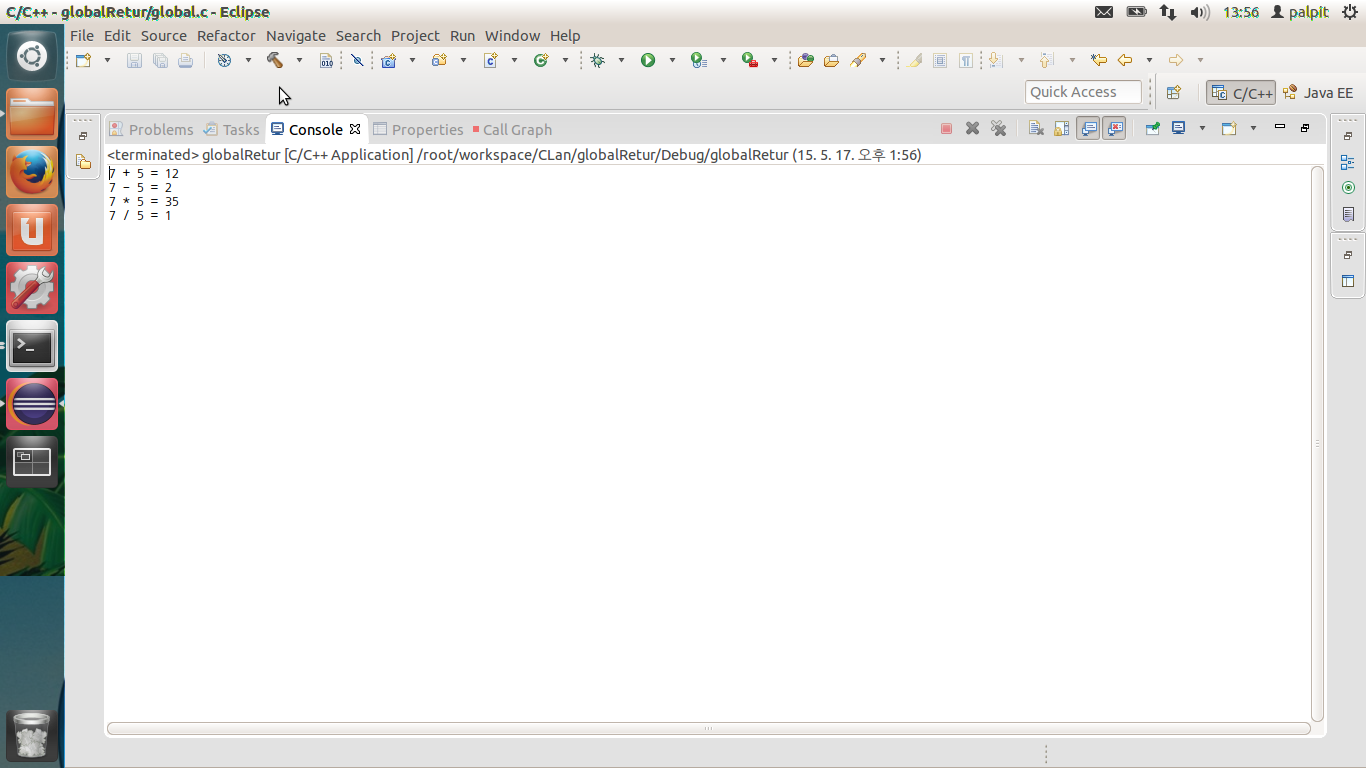 C/C++ - globalRetur/global.c - Eclipse
13:56 palpit
File Edit Source Refactor Navigate Search Project Run Window Help
010
Quick Access
C/C++ Java EE
Problems Tasks Console Properties Call Graph
<terminated> globalRetur [C/C++ Application] /root/workspace/CLan/globalRetur/Debug/globalRetur (15. 5. 17. 오후 1:56)
7 + 5 = 12
7 - 5 = 2
7 * 5 = 35
7 / 5 = 1